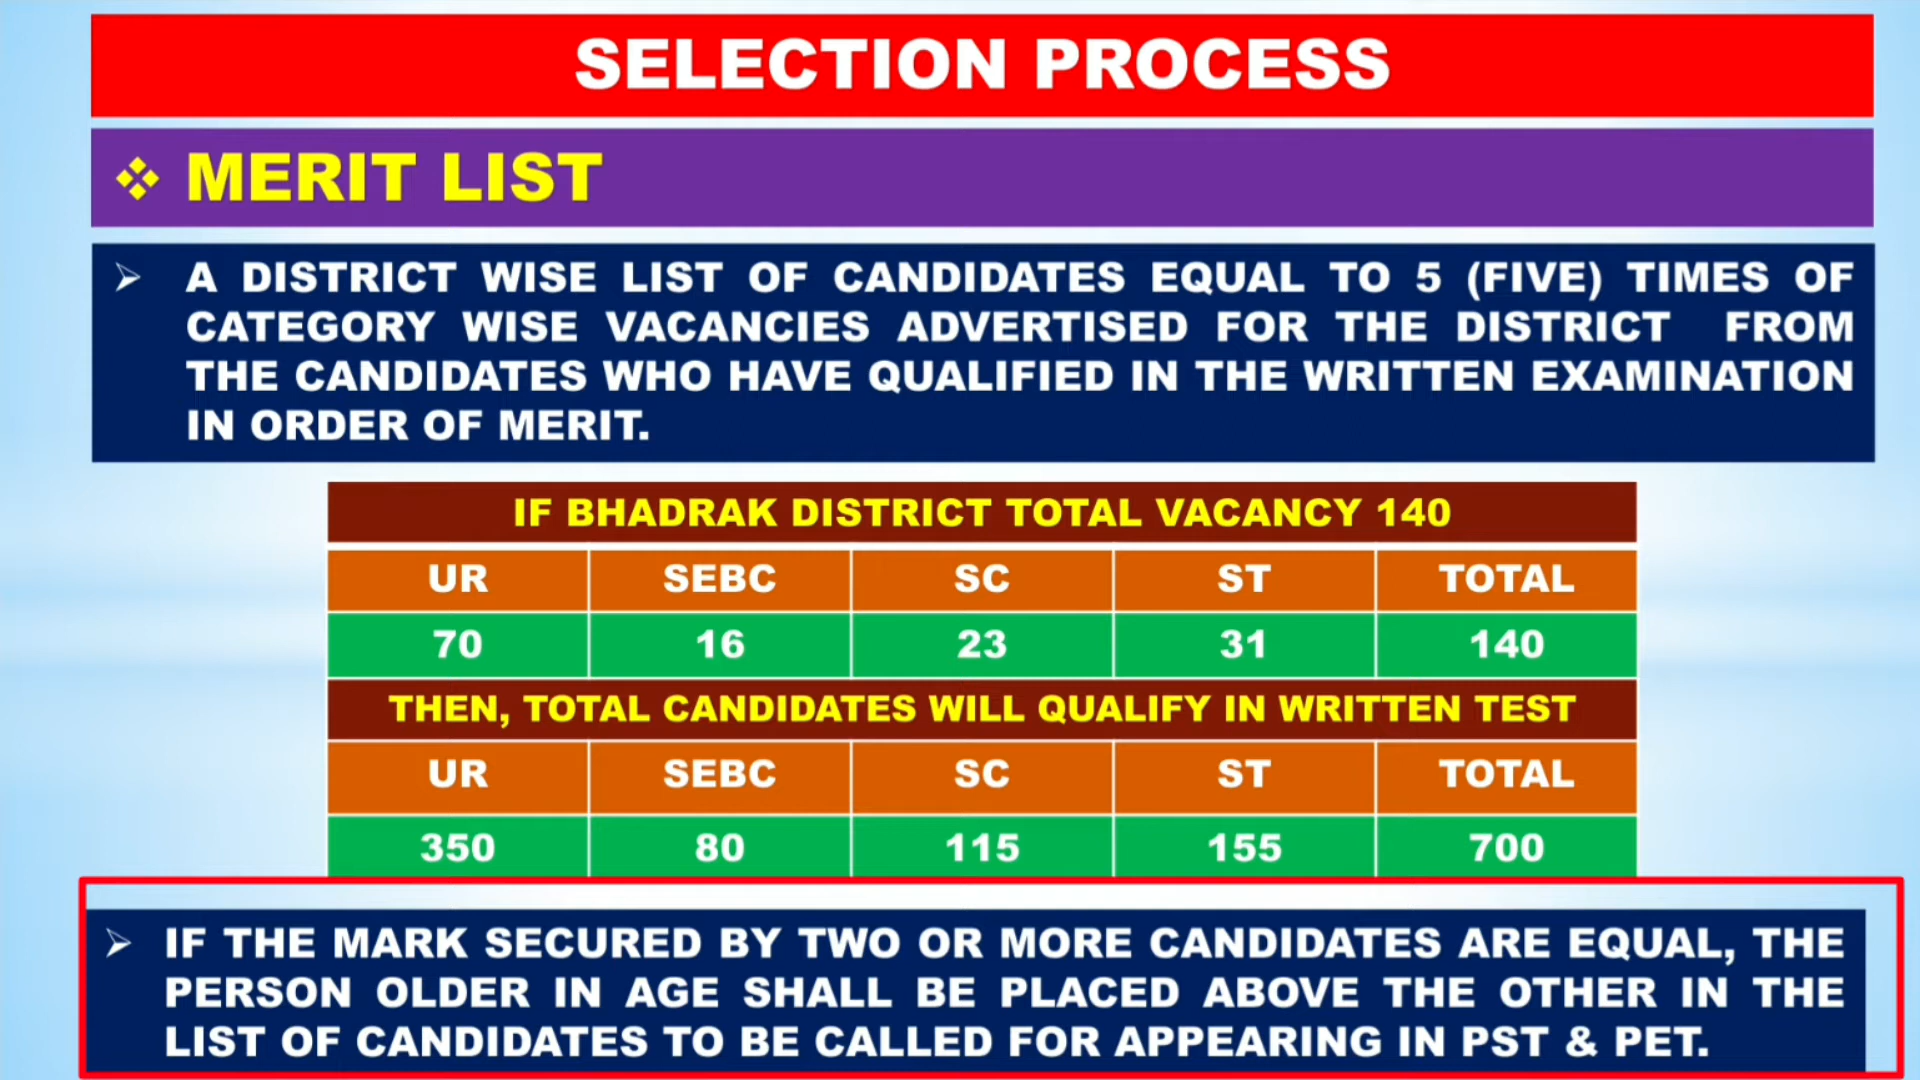 SELECTION PROCESS
❖ MERIT LIST
➢ A DISTRICT WISE LIST OF CANDIDATES EQUAL TO 5 (FIVE) TIMES OF
CATEGORY WISE VACANCIES ADVERTISED FOR THE DISTRICT FROM
THE CANDIDATES WHO HAVE QUALIFIED IN THE WRITTEN EXAMINATION
IN ORDER OF MERIT.
IF BHADRAK DISTRICT TOTAL VACANCY 140
UR SEBC SC ST TOTAL
70 16 23 31 140
THEN, TOTAL CANDIDATES WILL QUALIFY IN WRITTEN TEST
UR SEBC SC ST TOTAL
350 80 115 155 700
➢ IF THE MARK SECURED BY TWO OR MORE CANDIDATES ARE EQUAL, THE
PERSON OLDER IN AGE SHALL BE PLACED ABOVE THE OTHER IN THE
LIST OF CANDIDATES TO BE CALLED FOR APPEARING IN PST & PET.